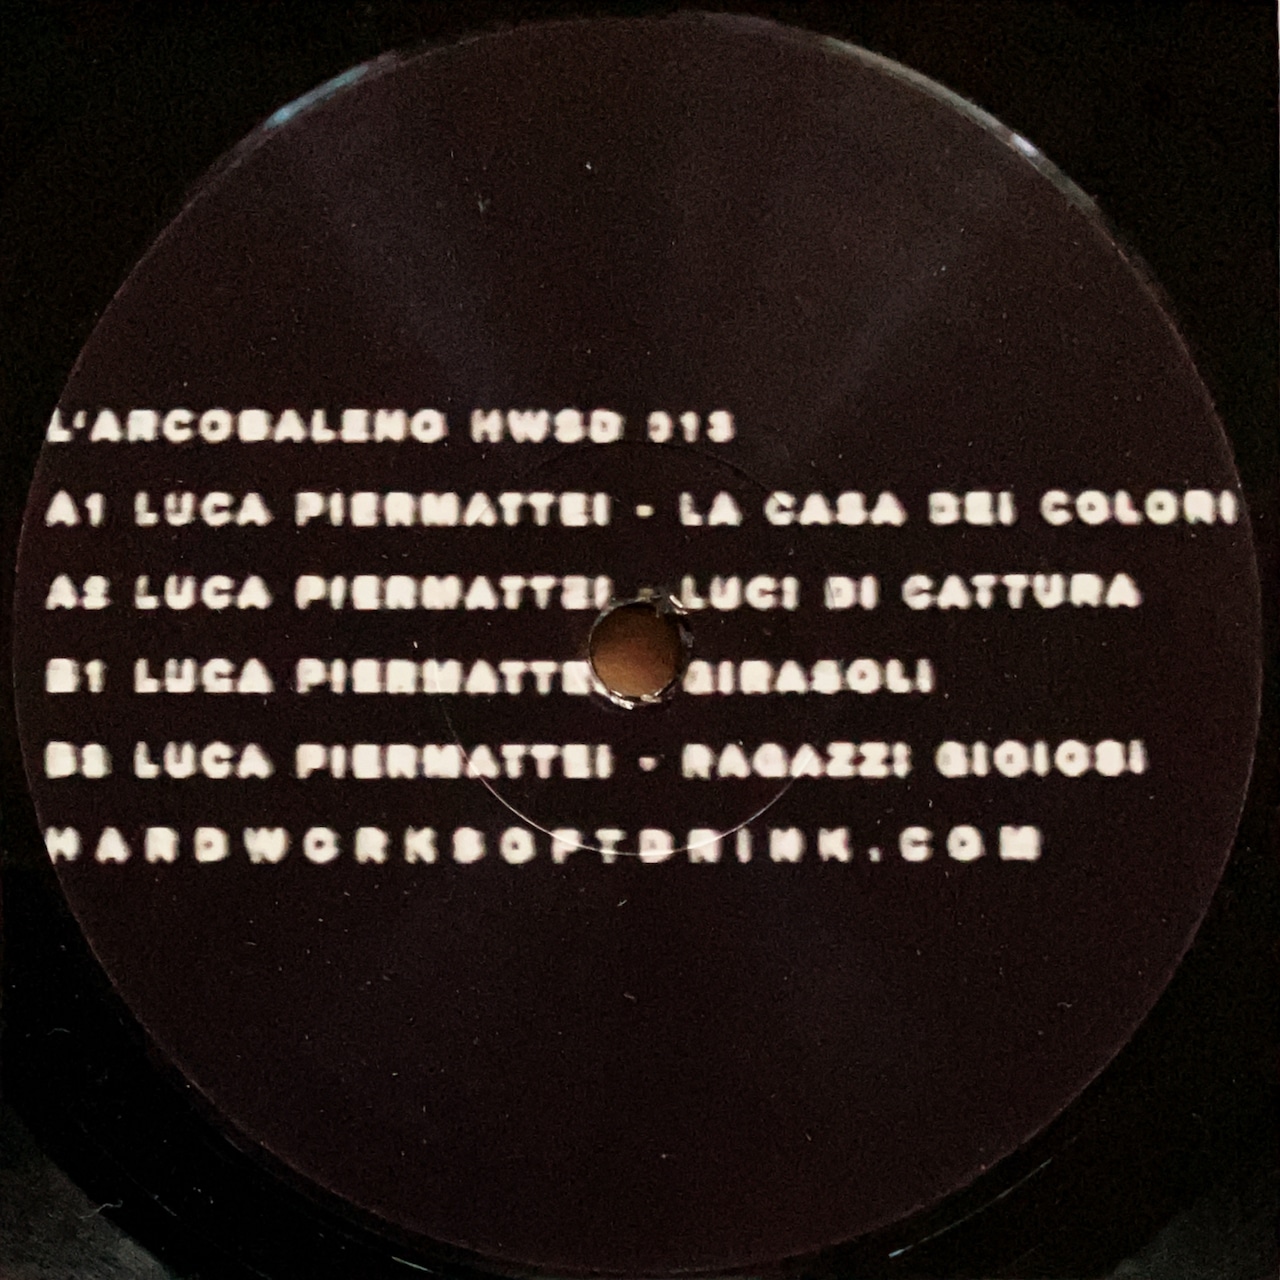 L'ARCOBALENO HWSD 013
A1 LUCA PIERMATTEI - LA CASA DEI COLORI
A2 LUCA PIERMATTEI - LUCI DI CATTURA
B1 LUCA PIERMATTEI GIRASOLI
B2 LUCA PIERMATTEI - RAGAZZI GIOIOSI
HARDWORKSOFTDRINK.COM